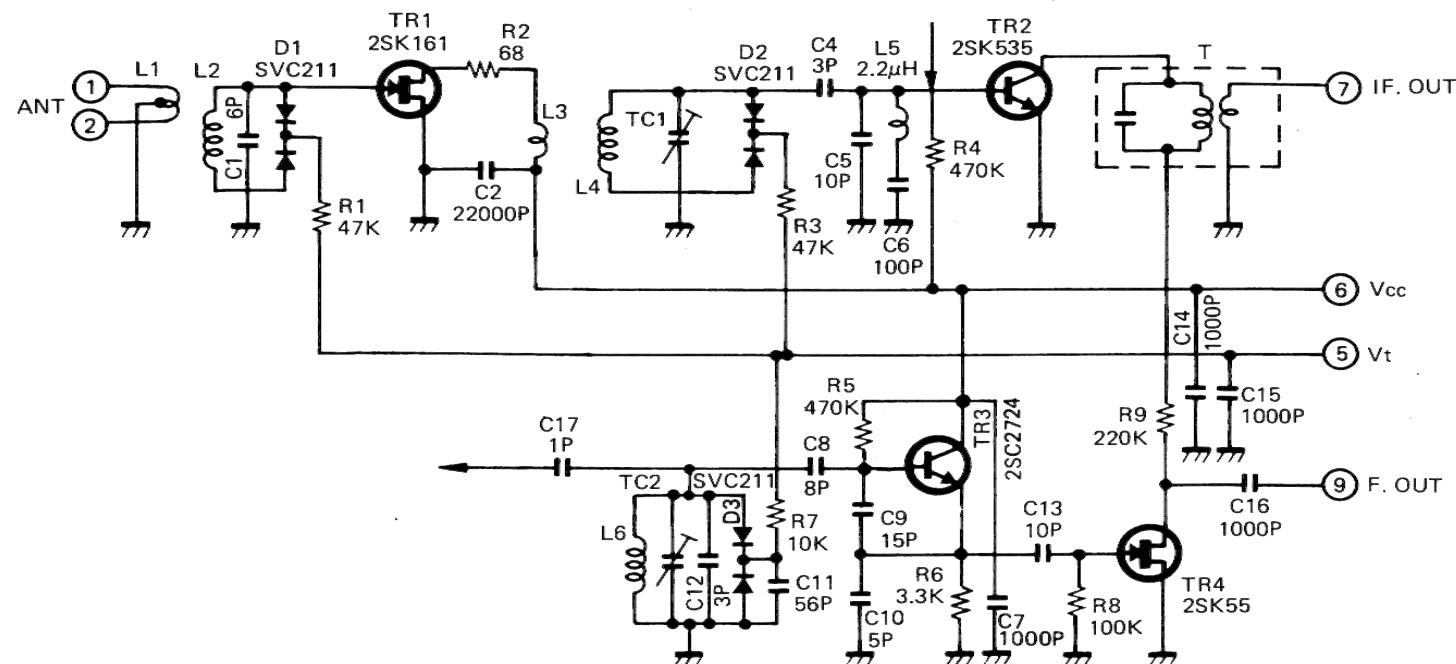 TR1
2SK161
R2
68
D1
SVC211
L1
L2
ANT
1
2
6P
C1
L3
C2
22000P
R1
47K
TC1
L4
D2
SVC211
C4
3P
L5
2.2μH
C5
10P
C6
100P
R3
47K
R4
470K
TR2
2SK535
T
7 IF. OUT
6 Vcc
5 Vt
C14
1000P
C15
1000P
R9
220K
9 F. OUT
C16
1000P
R5
470K
TR3
2SC2724
C17
1P
C8
8P
TC2
SVC211
D3
L6
C12
3P
R7
10K
C11
56P
C9
15P
C10
5P
R6
3.3K
C7
1000P
C13
10P
R8
100K
TR4
2SK55